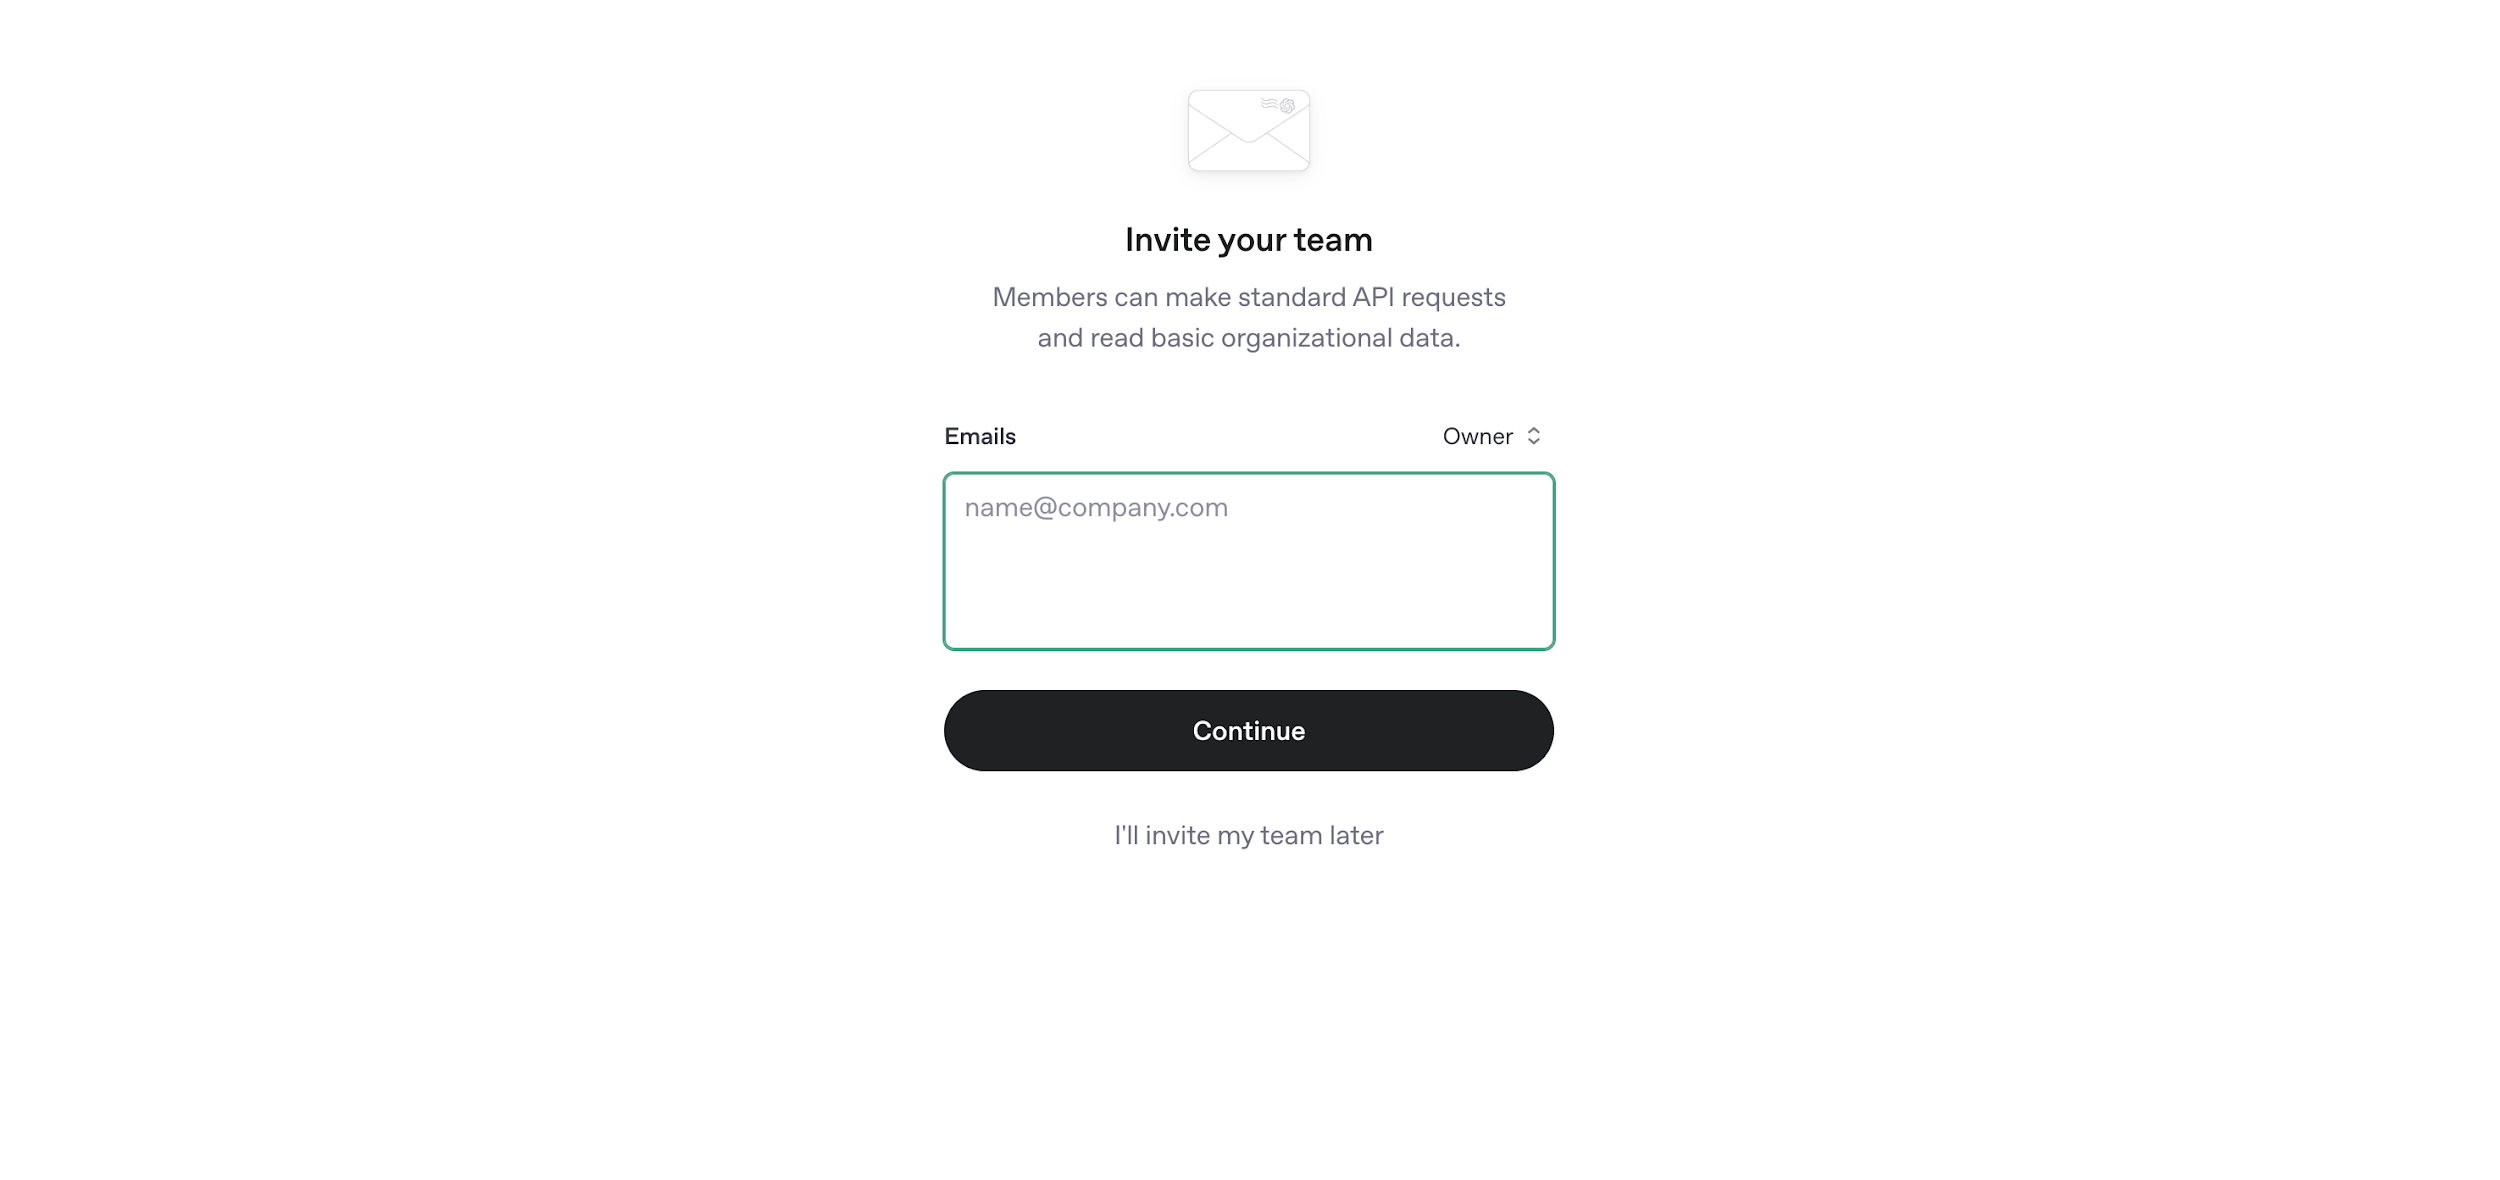 Invite your team
Members can make standard API requests
and read basic organizational data.
Emails
Owner
name@company.com
Continue
I'll invite my team later